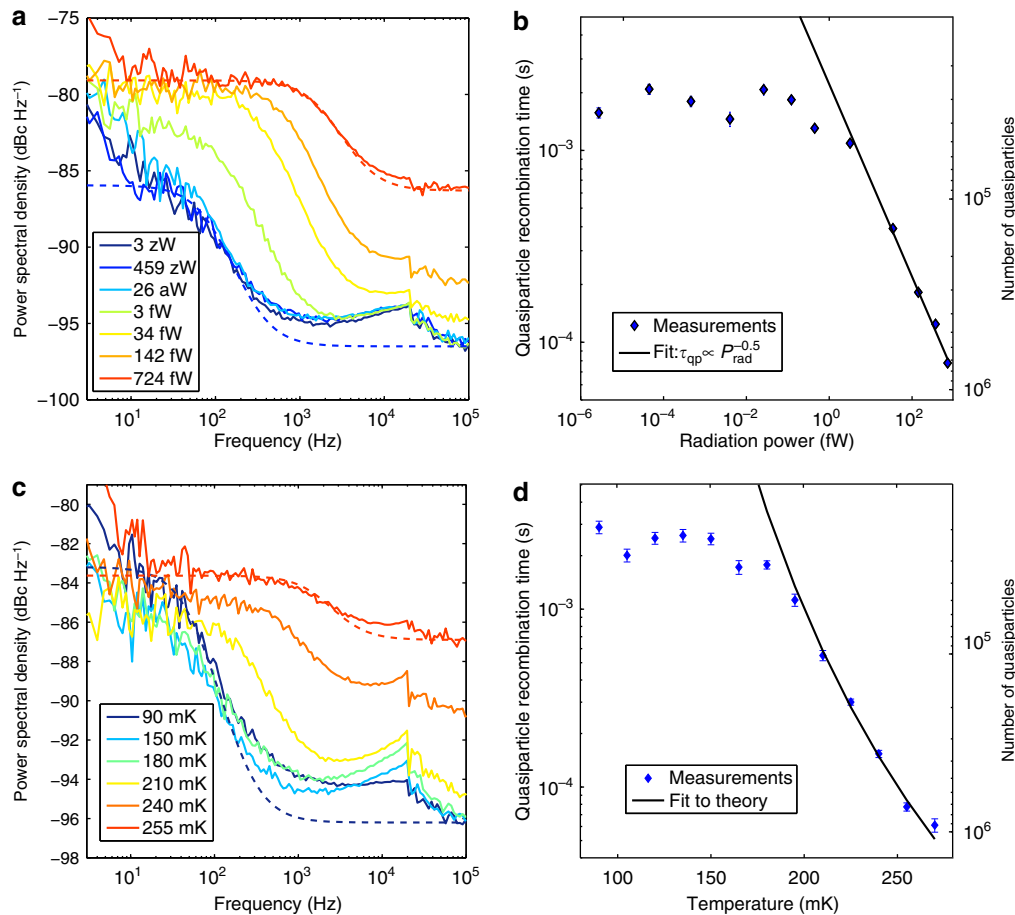 a
−75
−80
−85
−90
−95
−100
Power spectral density (dBc Hz⁻¹)
3 zW
459 zW
26 aW
3 fW
34 fW
142 fW
724 fW
10¹ 10² 10³ 10⁴ 10⁵
Frequency (Hz)
b
Quasiparticle recombination time (s)
10⁻³
10⁻⁴
Measurements
Fit: τqp ∝ P rad −0.5
10⁵
10⁶
Number of quasiparticles
10⁻⁶ 10⁻⁴ 10⁻² 10⁰ 10²
Radiation power (fW)
c
−80
−82
−84
−86
−88
−90
−92
−94
−96
−98
Power spectral density (dBc Hz⁻¹)
90 mK
150 mK
180 mK
210 mK
240 mK
255 mK
10¹ 10² 10³ 10⁴ 10⁵
Frequency (Hz)
d
Quasiparticle recombination time (s)
10⁻³
10⁻⁴
Measurements
Fit to theory
10⁵
10⁶
Number of quasiparticles
100 150 200 250
Temperature (mK)